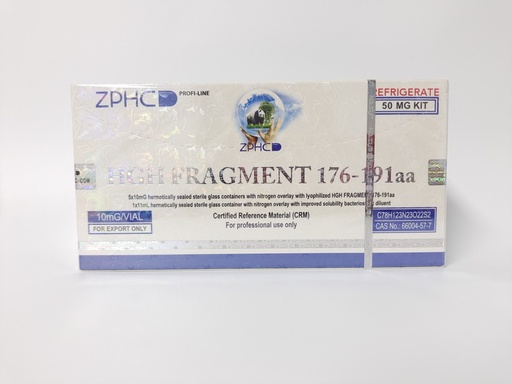 ZPHC PROFI-LINE
REFRIGERATE
50 MG KIT
ZPHC
HGH FRAGMENT 176-191aa
5x10mG hermetically sealed sterile glass containers with nitrogen overlay with lyophilized HGH FRAGMENT 176-191aa
1x11mL hermetically sealed sterile glass containers with nitrogen overlay with improved solubility diluent
10mG/VIAL
FOR EXPORT ONLY
Certified Reference Material (CRM)
For professional use only
C78H123N23O22S2
CAS No.: 66004-57-7